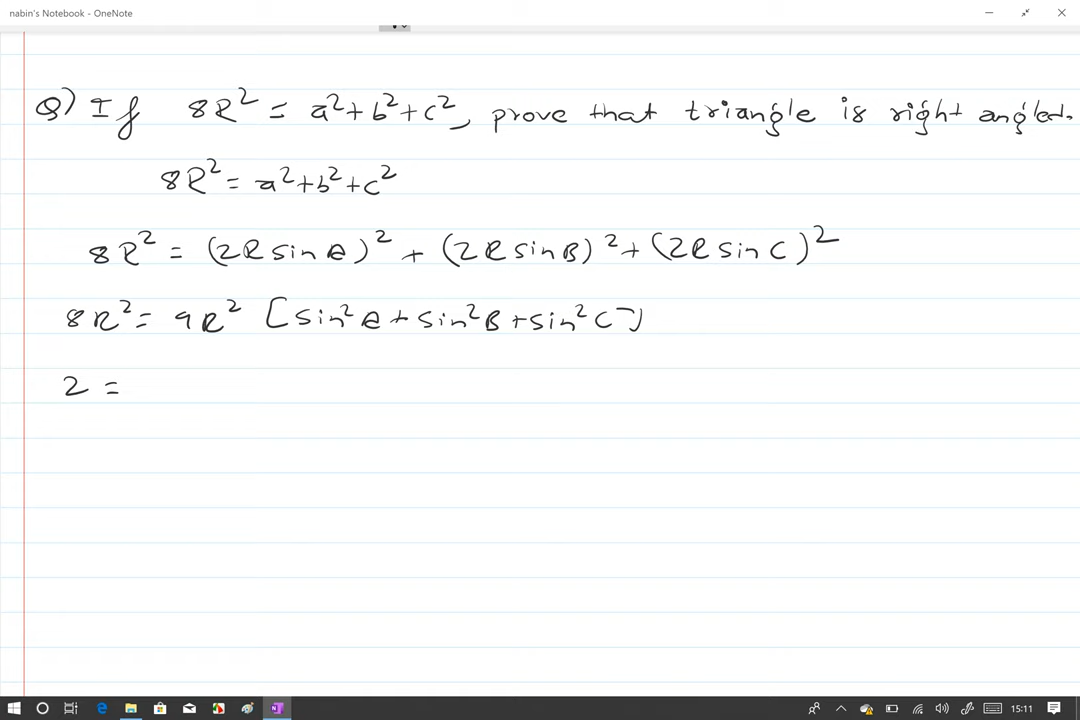 nabin's Notebook - OneNote
Q) If 8R² = a²+b²+c², prove that triangle is right angled.
8R² = a²+b²+c²
8R² = (2R sin A)² + (2R sin B)² + (2R sin C)²
8R² = 4R² [sin²A + sin²B + sin²C]
2 =
15:11